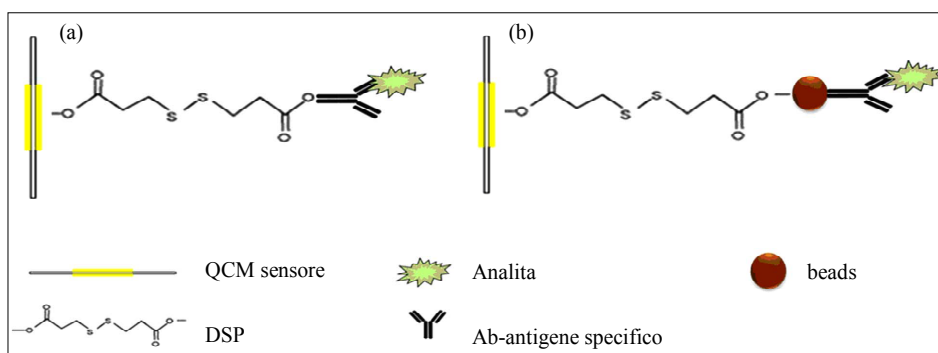 (a)
(b)
O
O
S
S
O
O
O
O
S
S
O
O
QCM sensore
Analita
beads
O
O
S
S
O
O
DSP
Ab-antigene specifico